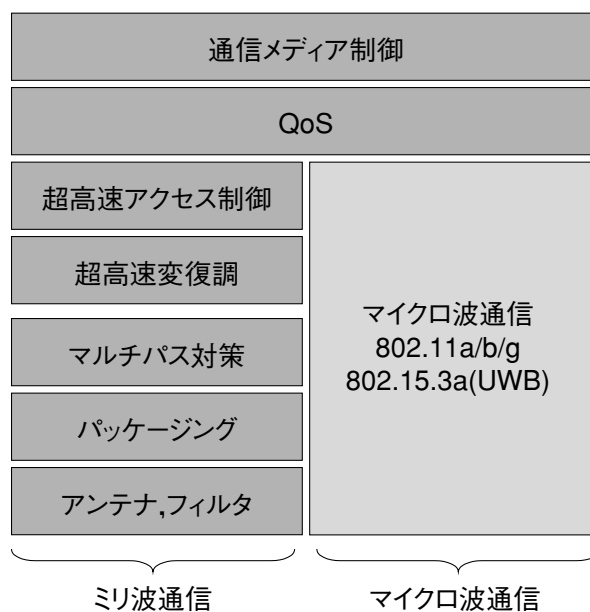 通信メディア制御
QoS
超高速アクセス制御
超高速変復調
マルチパス対策
パッケージング
アンテナ,フィルタ
マイクロ波通信
802.11a/b/g
802.15.3a(UWB)
ミリ波通信
マイクロ波通信